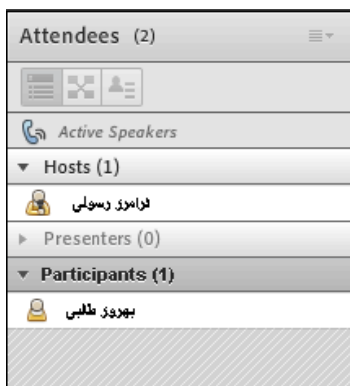 Attendees (2)
Active Speakers
Hosts (1)
فرامرز رسولی
Presenters (0)
Participants (1)
بهروز طالبی